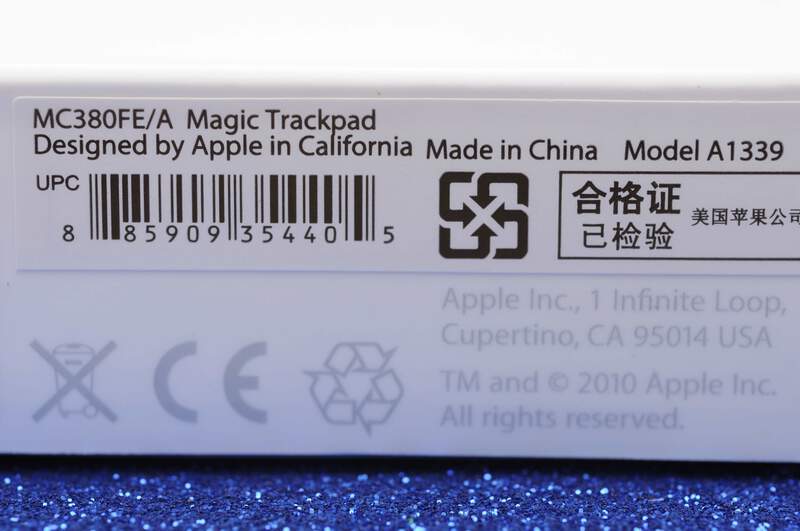 MC380FE/A Magic Trackpad
Designed by Apple in California Made in China Model A1339
UPC
8 85909 35440 5
合格证
已检验
美国苹果公司
CE
Apple Inc., 1 Infinite Loop,
Cupertino, CA 95014 USA
TM and © 2010 Apple Inc.
All rights reserved.